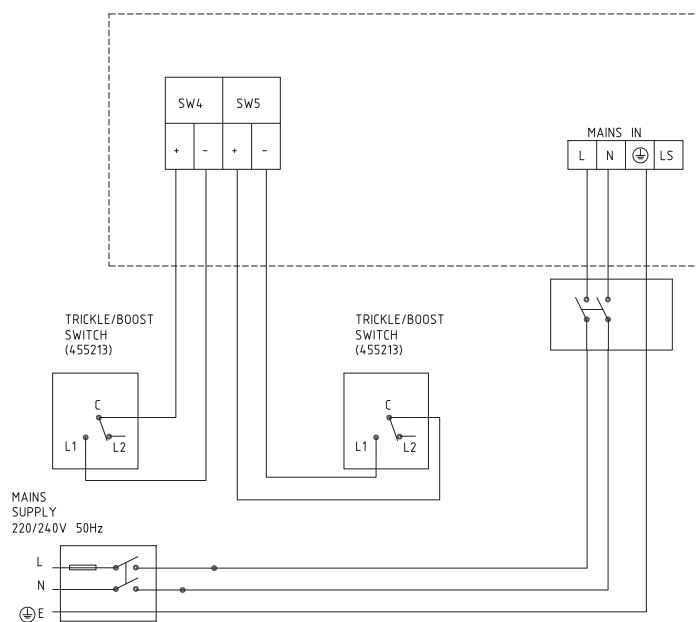 SW4 SW5
+ - + -
MAINS IN
L N LS
TRICKLE/BOOST
SWITCH
(455213)
C
L1 L2
TRICKLE/BOOST
SWITCH
(455213)
C
L1 L2
MAINS
SUPPLY
220/240V 50Hz
L
N
E